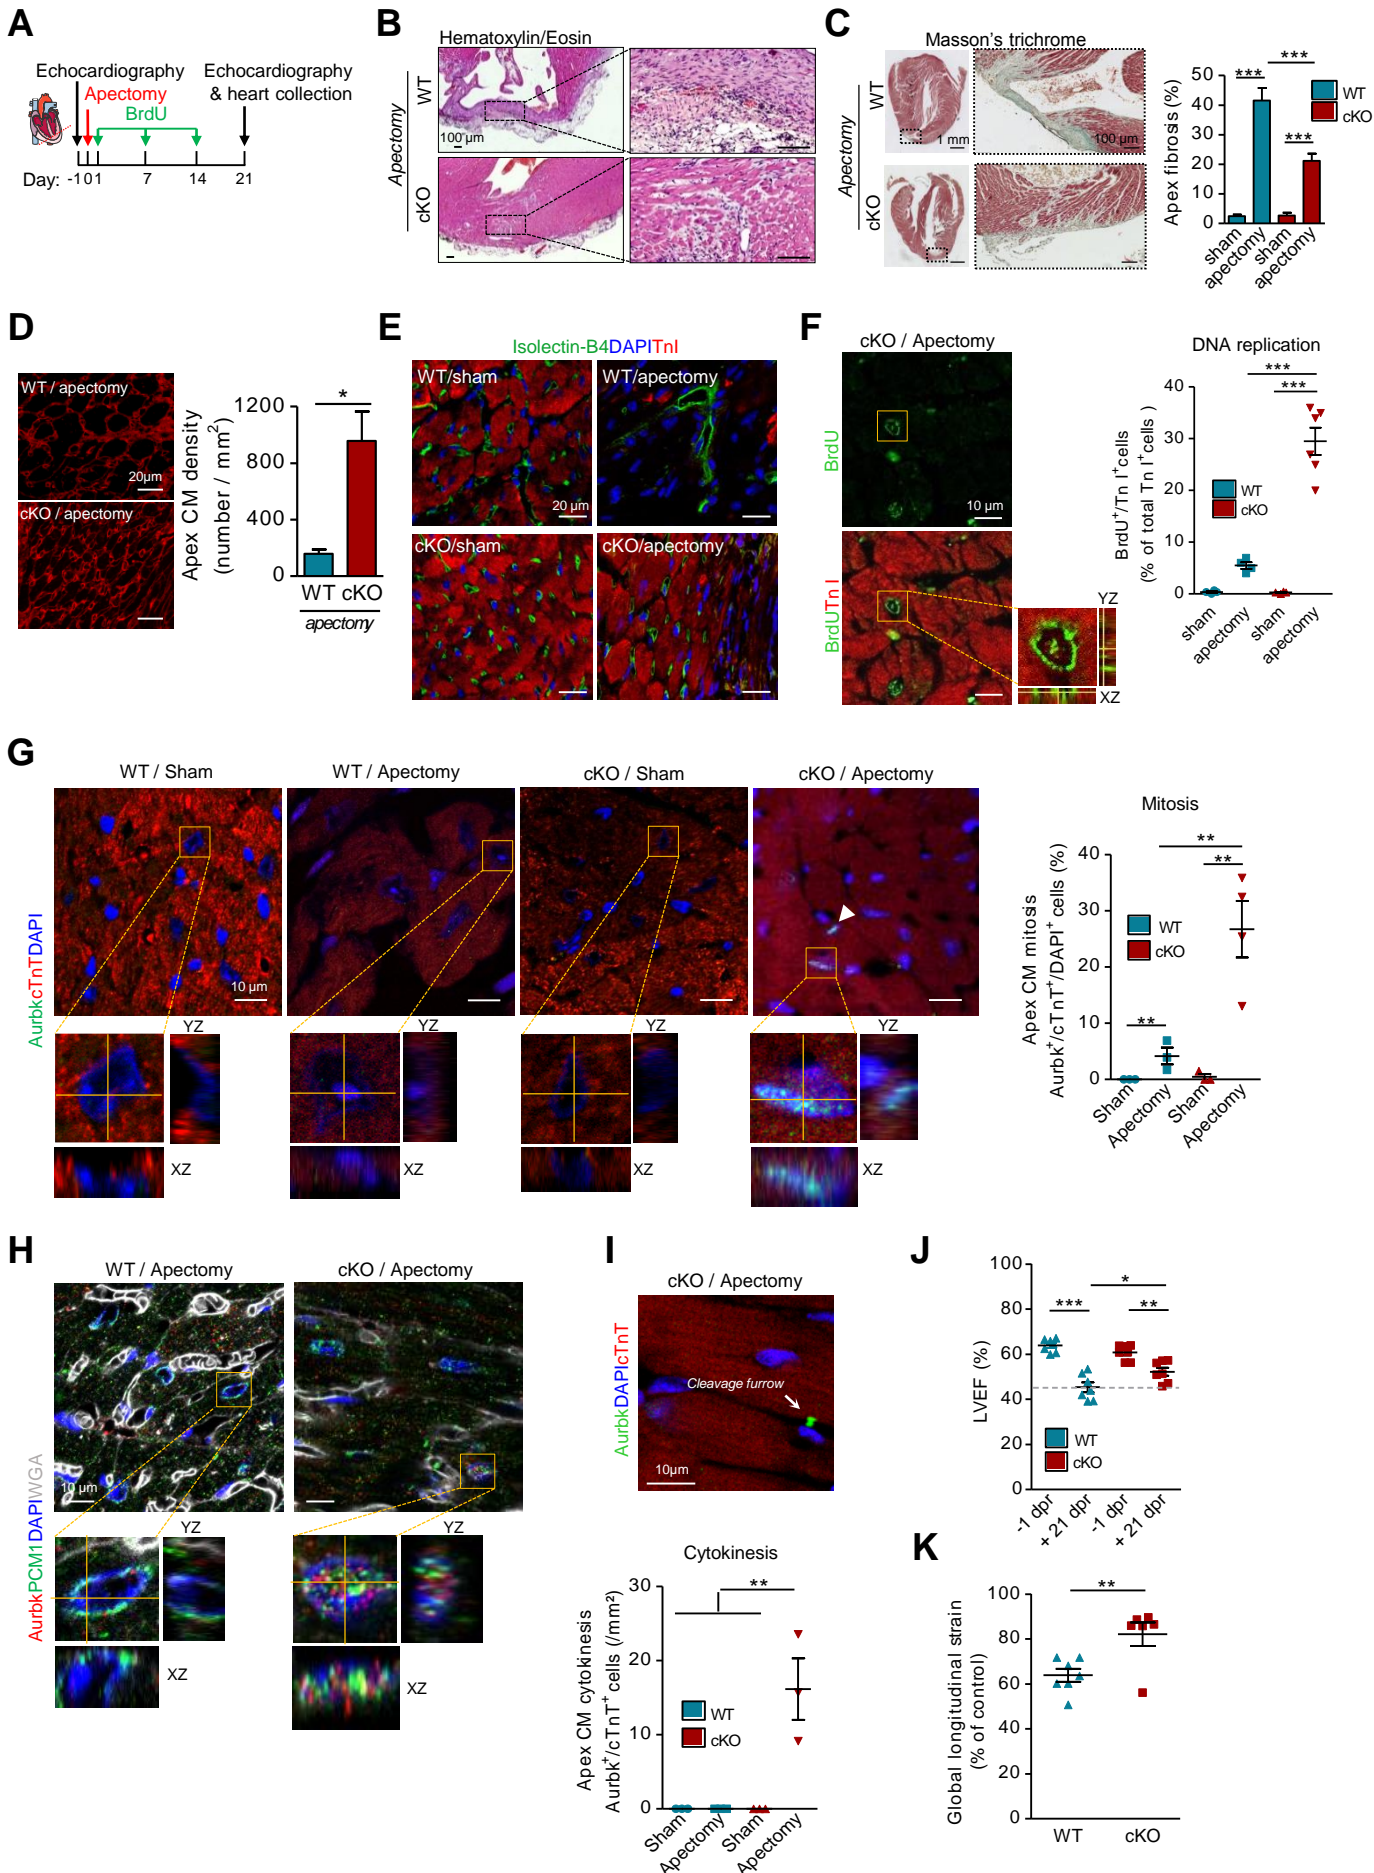 A
Echocardiography
Echocardiography
& heart collection
Apectomy
BrdU
Day: -1 0 1 7 14 21
B
Hematoxylin/Eosin
Apectomy
WT
100 µm
cKO
C
Masson's trichrome
Apectomy
WT
1 mm
100 µm
cKO
Apex fibrosis (%)
50
40
30
20
10
0
***
***
***
WT
cKO
sham
apectomy
sham
apectomy
D
WT / apectomy
20µm
cKO / apectomy
Apex CM density
(number / mm²)
1200
800
400
0
*
WT cKO
apectomy
E
Isolectin-B4DAPITnI
WT/sham
WT/apectomy
20 µm
cKO/sham
cKO/apectomy
F
cKO / Apectomy
BrdU
10 µm
BrdUTn I
YZ
XZ
DNA replication
BrdU⁺/Tn I⁺cells
(% of total Tn I⁺cells )
40
30
20
10
0
***
***
WT
cKO
sham
apectomy
sham
apectomy
G
WT / Sham
WT / Apectomy
cKO / Sham
cKO / Apectomy
AurbkcTnTDAPI
10 µm
YZ
YZ
YZ
YZ
XZ
XZ
XZ
XZ
Mitosis
Apex CM mitosis
Aurbk⁺/cTnT⁺/DAPI⁺ cells (%)
40
30
20
10
0
**
**
**
WT
cKO
Sham
Apectomy
Sham
Apectomy
H
WT / Apectomy
cKO / Apectomy
AurbkPCM1DAPIWGA
10 µm
YZ
YZ
XZ
XZ
I
cKO / Apectomy
AurbkDAPIcTnT
Cleavage furrow
10µm
Cytokinesis
Apex CM cytokinesis
Aurbk⁺/cTnT⁺ cells (/mm²)
30
20
10
0
**
WT
cKO
Sham
Apectomy
Sham
Apectomy
J
LVEF (%)
100
80
60
40
20
0
*
***
**
WT
cKO
-1 dpr
+ 21 dpr
-1 dpr
+ 21 dpr
K
Global longitudinal strain
(% of control)
100
80
60
40
20
0
**
WT
cKO